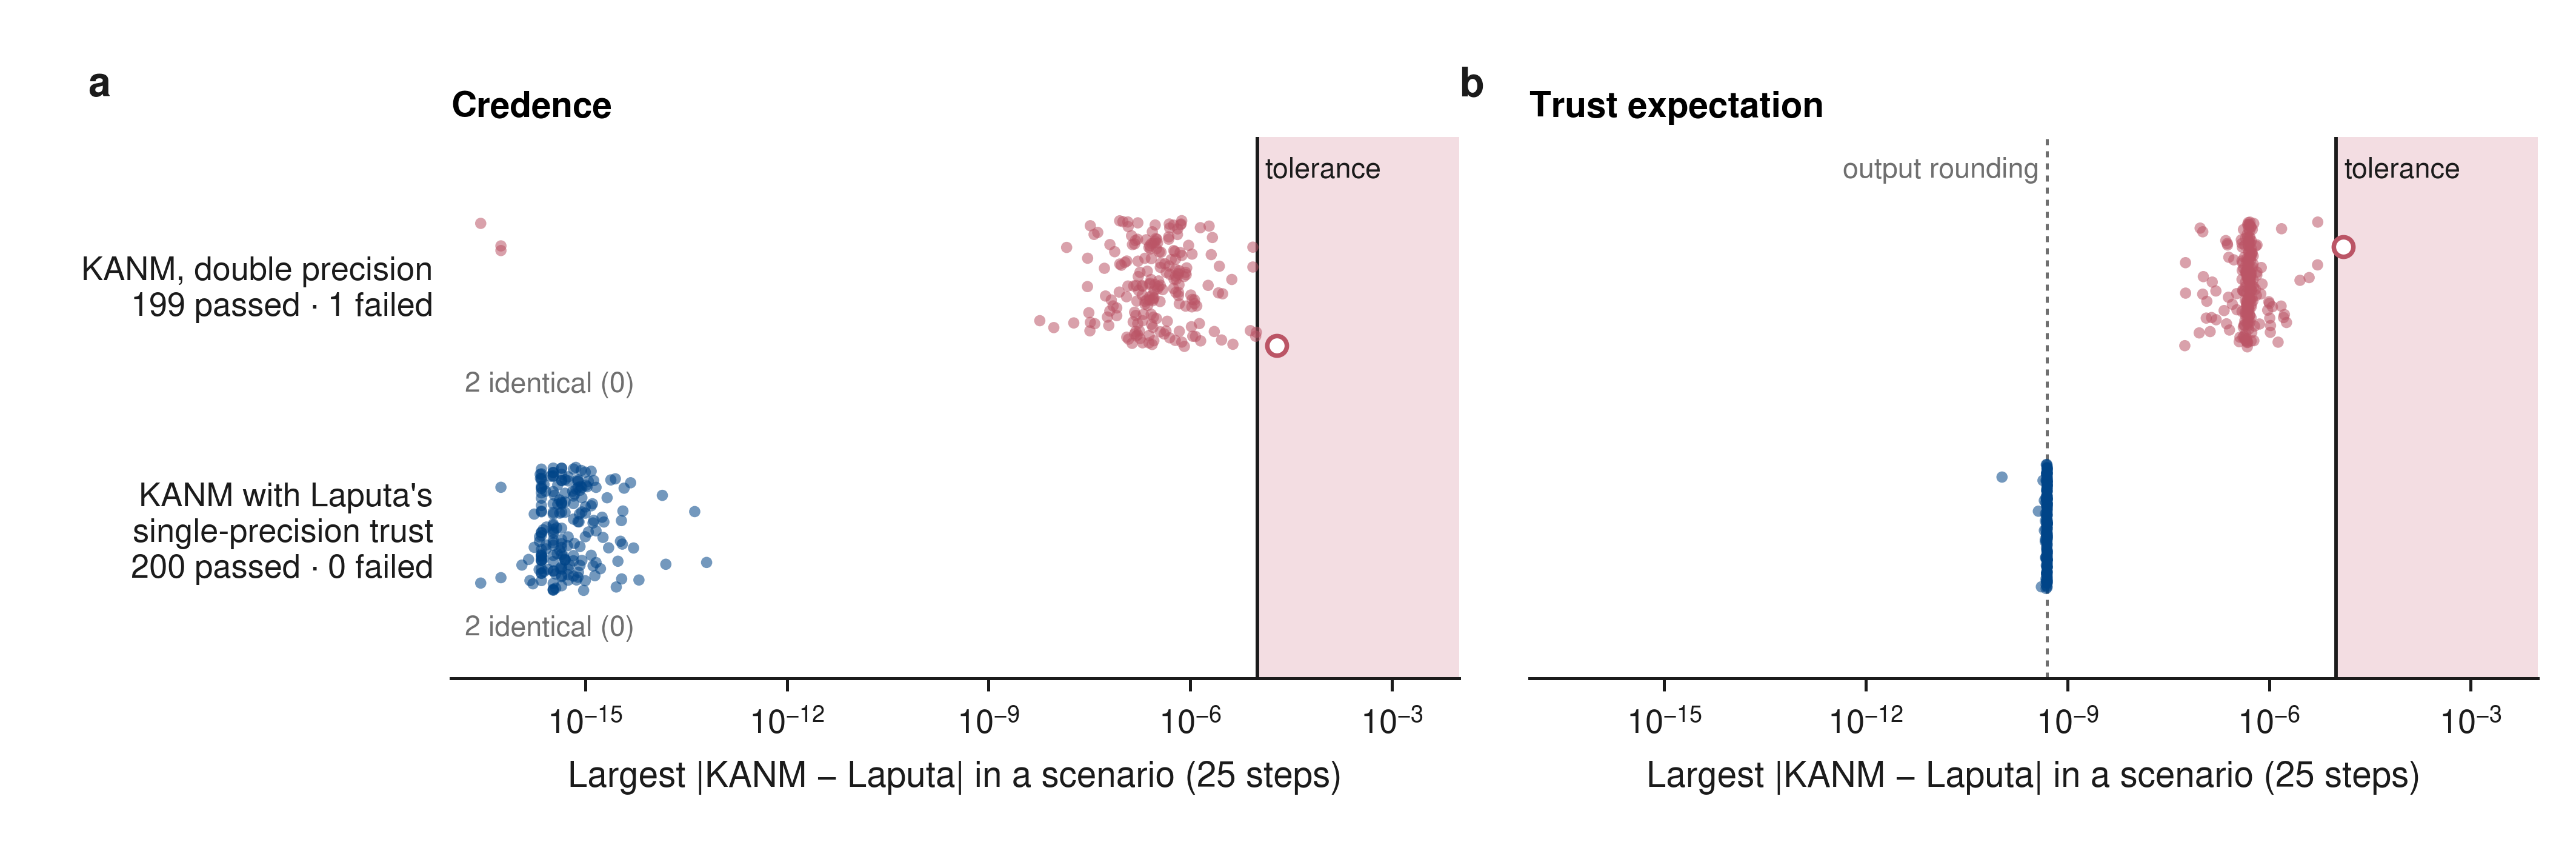 a
Credence
tolerance
KANM, double precision
199 passed · 1 failed
2 identical (0)
KANM with Laputa's
single-precision trust
200 passed · 0 failed
2 identical (0)
10⁻¹⁵ 10⁻¹² 10⁻⁹ 10⁻⁶ 10⁻³
Largest |KANM – Laputa| in a scenario (25 steps)
b
Trust expectation
output rounding
tolerance
10⁻¹⁵ 10⁻¹² 10⁻⁹ 10⁻⁶ 10⁻³
Largest |KANM – Laputa| in a scenario (25 steps)